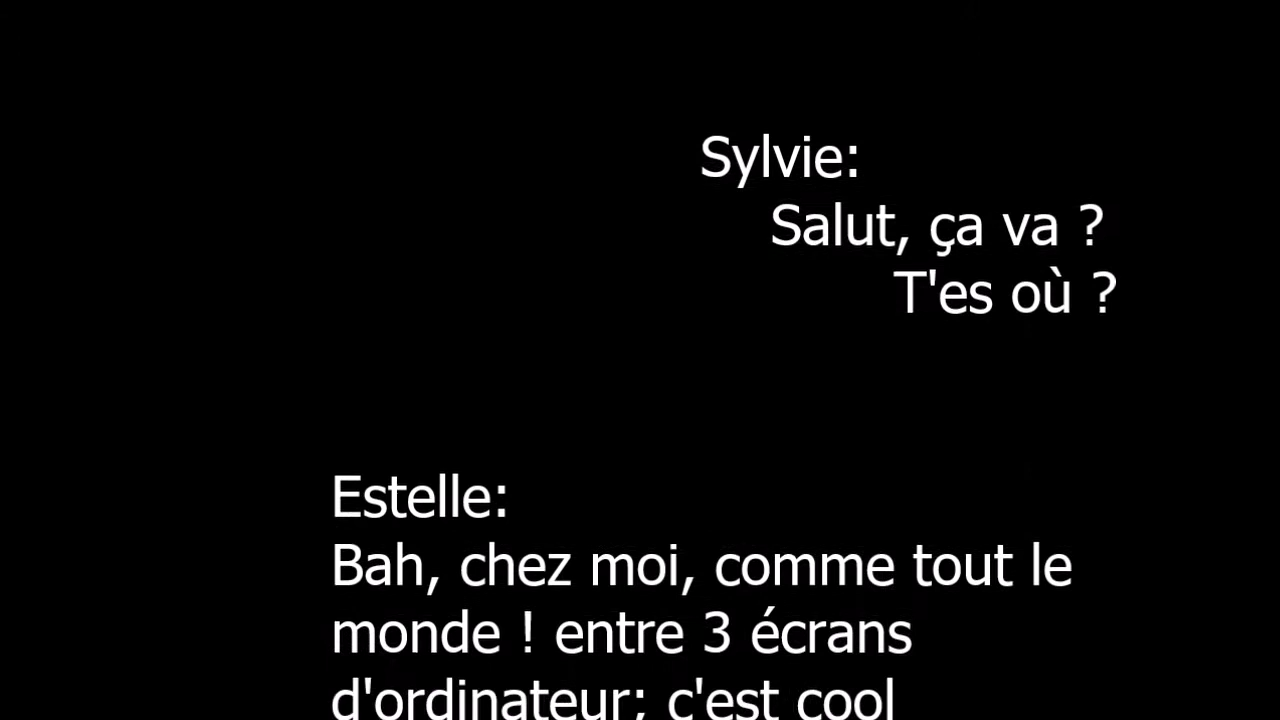 Sylvie:
Salut, ça va ?
T'es où ?
Estelle:
Bah, chez moi, comme tout le
monde ! entre 3 écrans
d'ordinateur; c'est cool